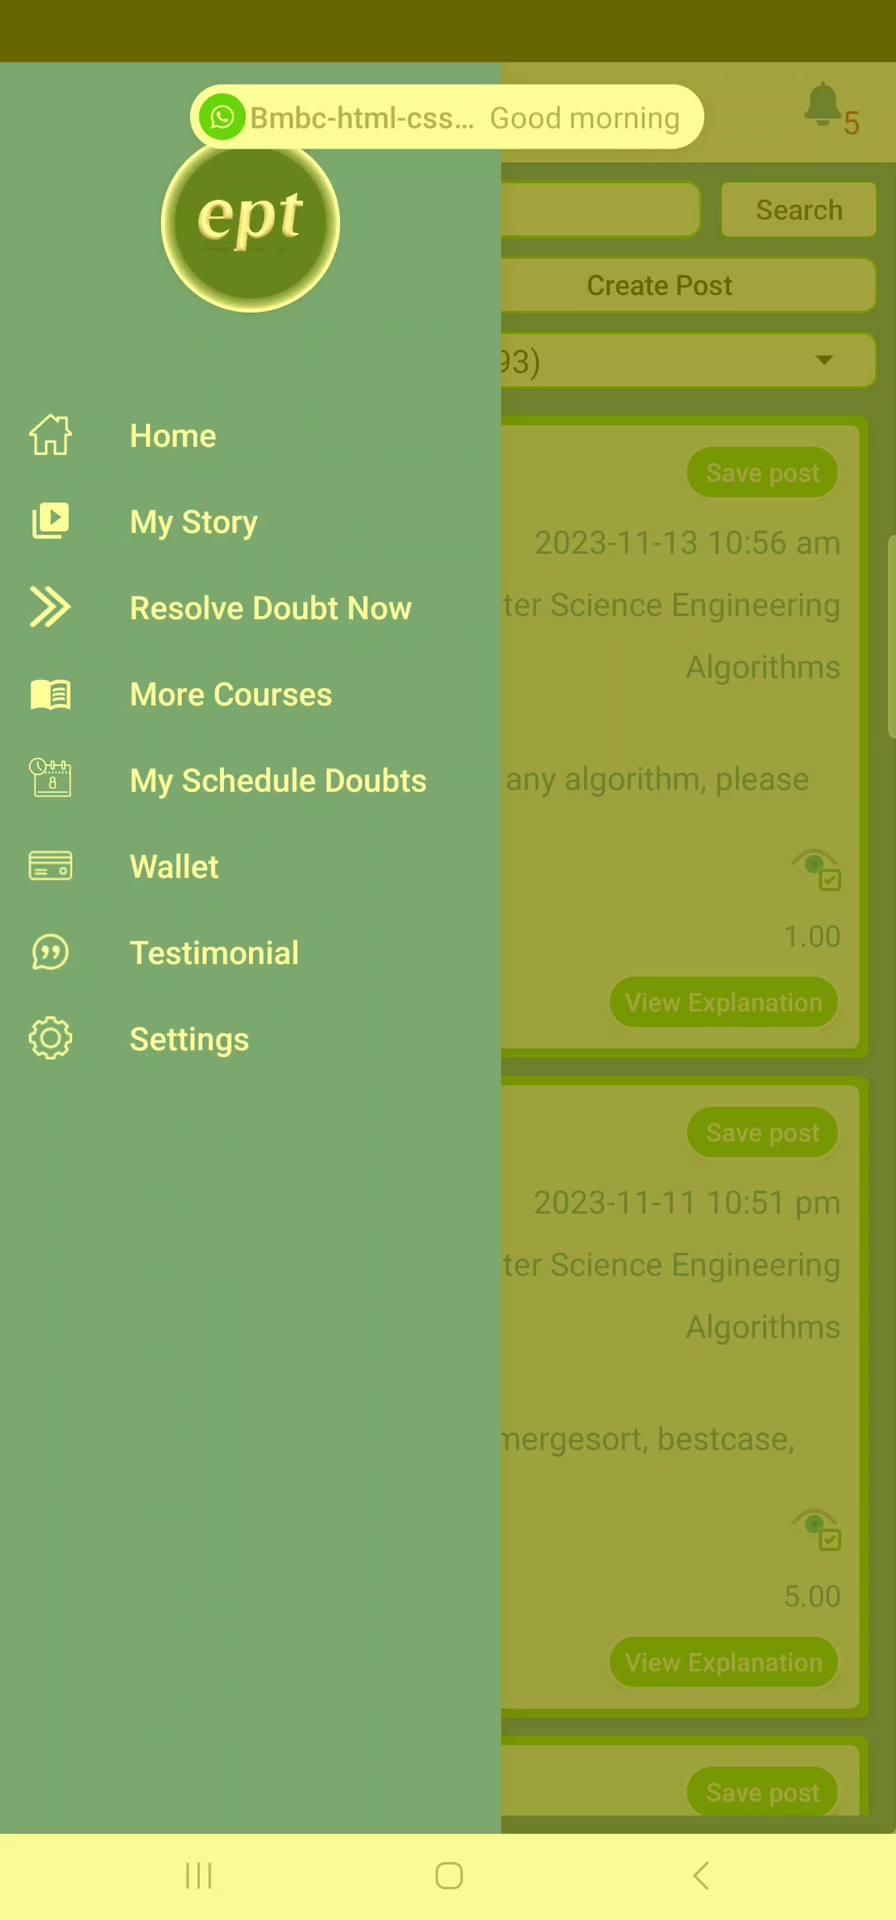 Bmbc-html-css... Good morning
5
ept
Search
Create Post
93)
Home
My Story
Resolve Doubt Now
More Courses
My Schedule Doubts
8
Wallet
Testimonial
Settings
Save post
2023-11-13 10:56 am
ter Science Engineering
Algorithms
any algorithm, please
1.00
View Explanation
Save post
2023-11-11 10:51 pm
ter Science Engineering
Algorithms
mergesort, bestcase,
5.00
View Explanation
Save post